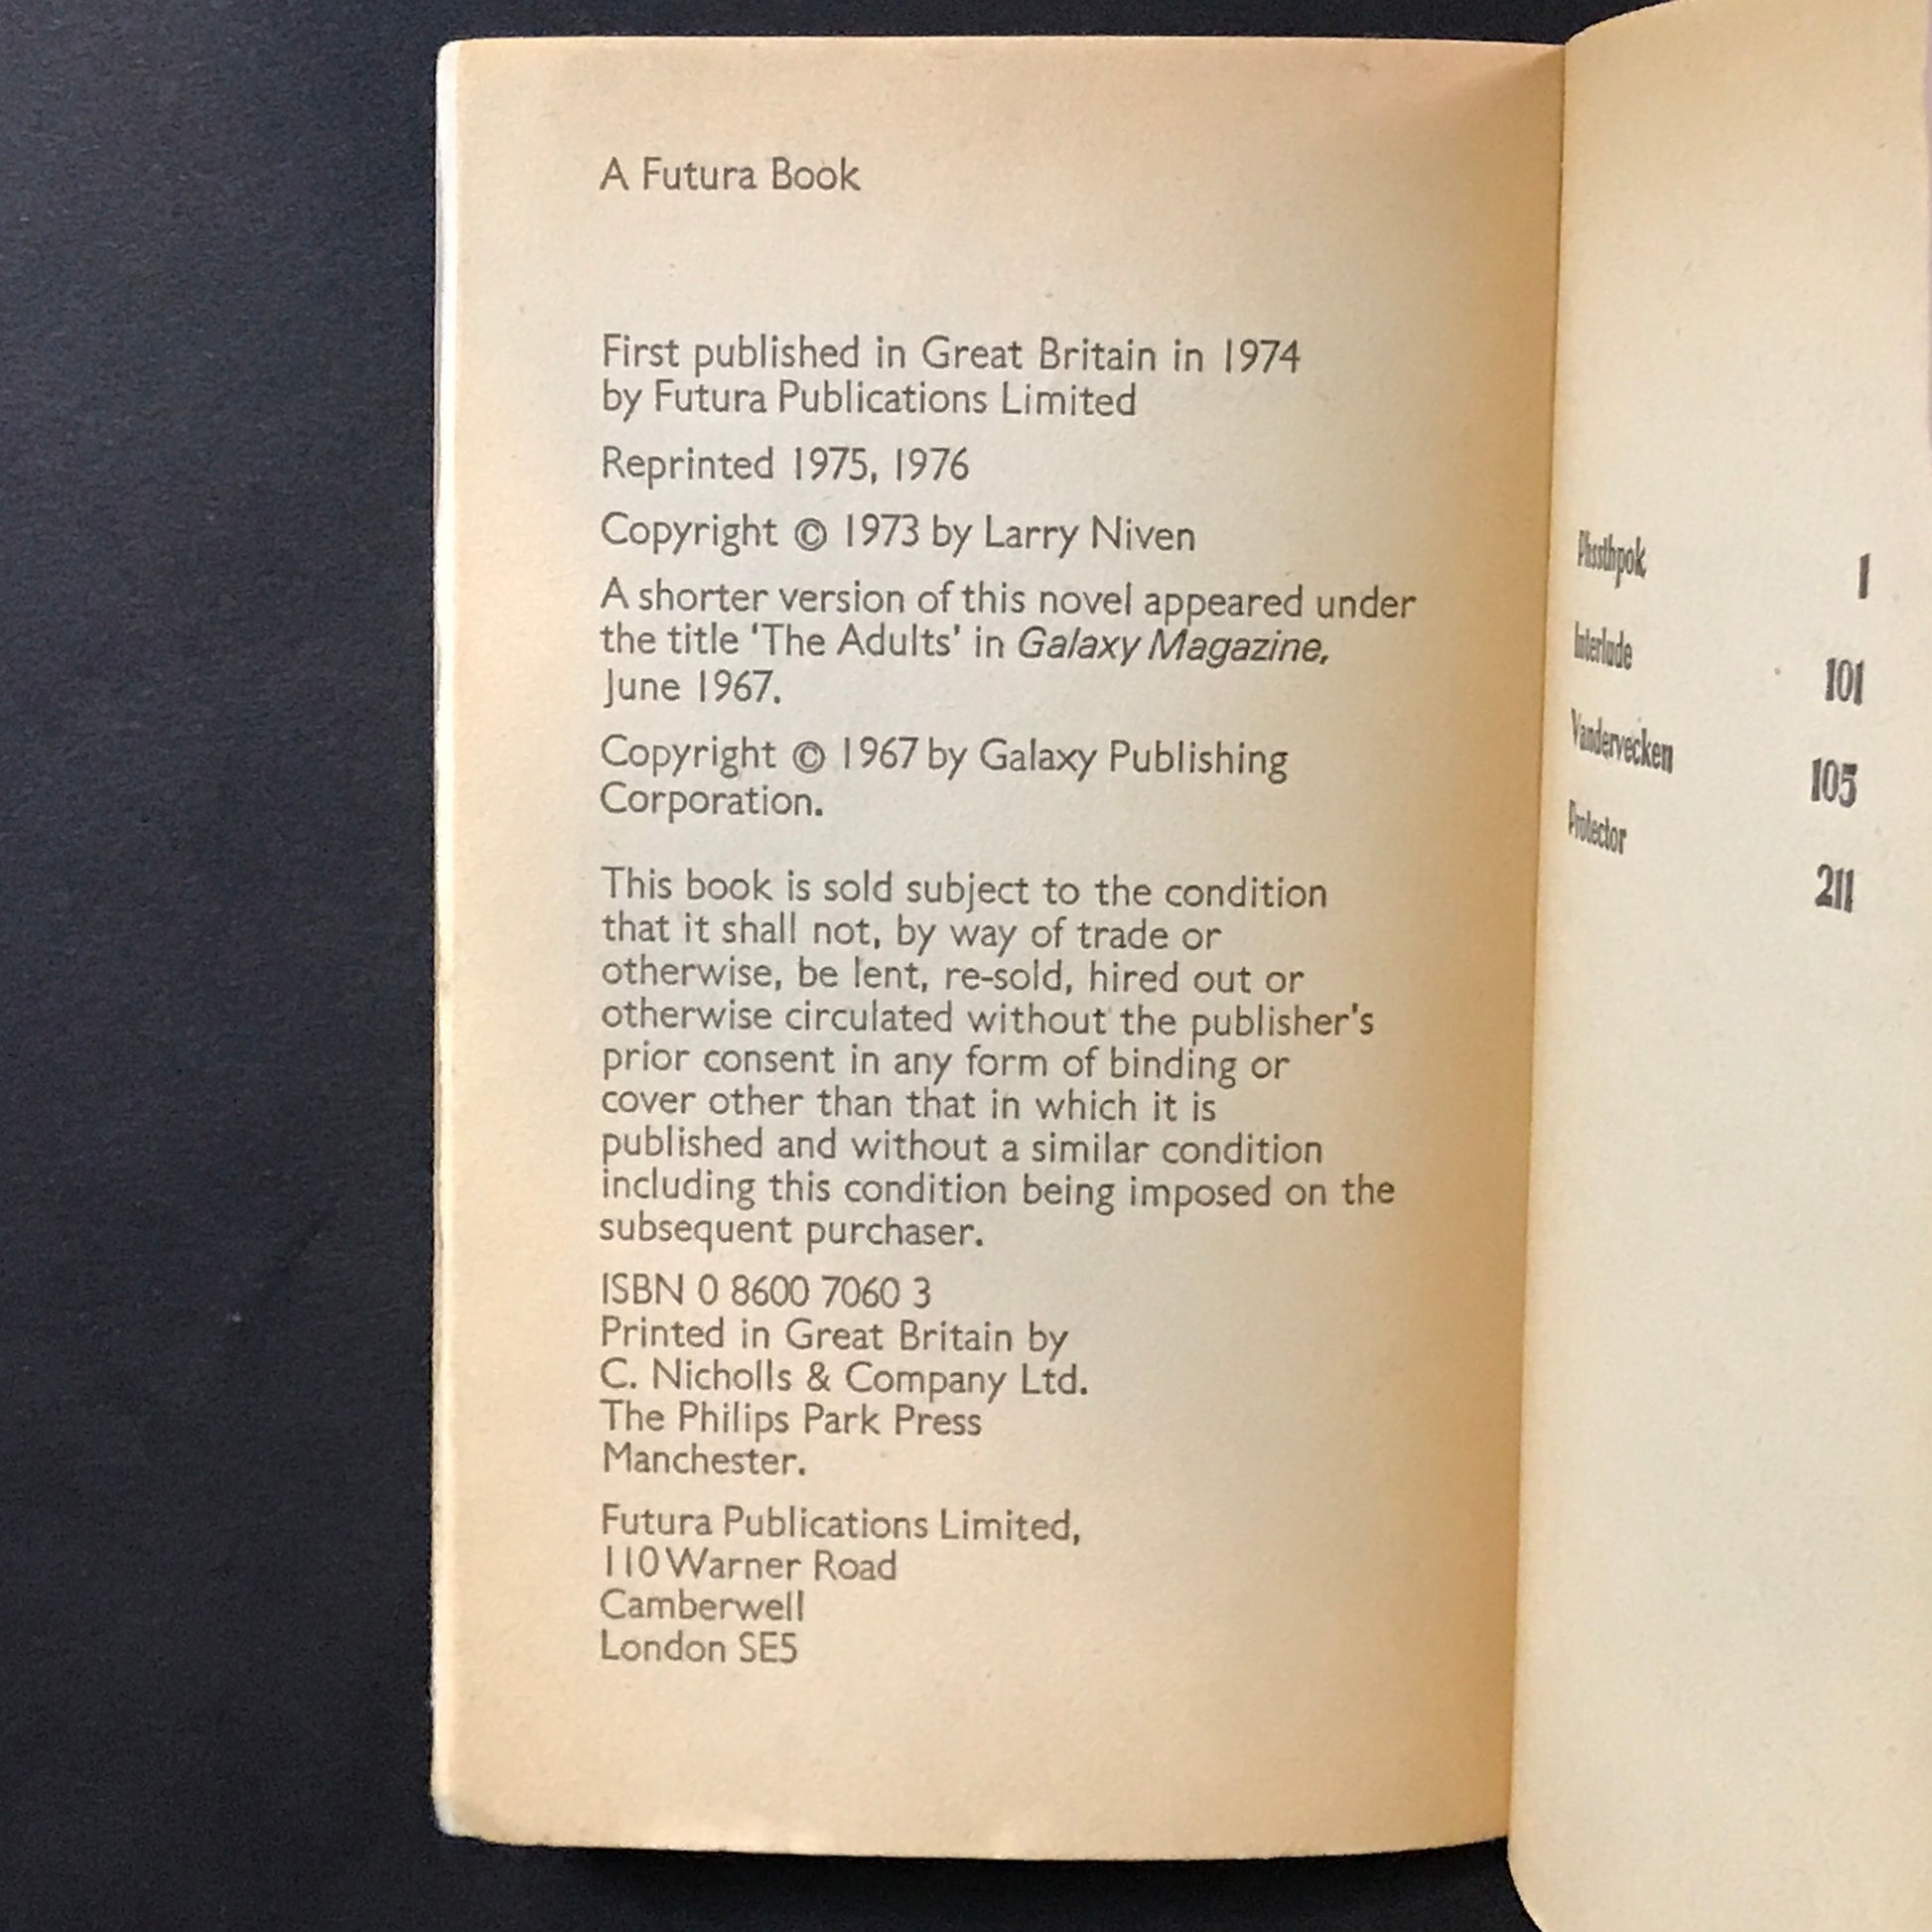 A Futura Book
First published in Great Britain in 1974
by Futura Publications Limited
Reprinted 1975, 1976
Copyright © 1973 by Larry Niven
A shorter version of this novel appeared under
the title ‘The Adults’ in Galaxy Magazine,
June 1967.
Copyright © 1967 by Galaxy Publishing
Corporation.
This book is sold subject to the condition
that it shall not, by way of trade or
otherwise, be lent, re-sold, hired out or
otherwise circulated without the publisher's
prior consent in any form of binding or
cover other than that in which it is
published and without a similar condition
including this condition being imposed on the
subsequent purchaser.
ISBN 0 8600 7060 3
Printed in Great Britain by
C. Nicholls & Company Ltd.
The Philips Park Press
Manchester.
Futura Publications Limited,
110 Warner Road
Camberwell
London SE5
Phssthpok 1
Interlude 101
Vandervecken 105
Protector 211